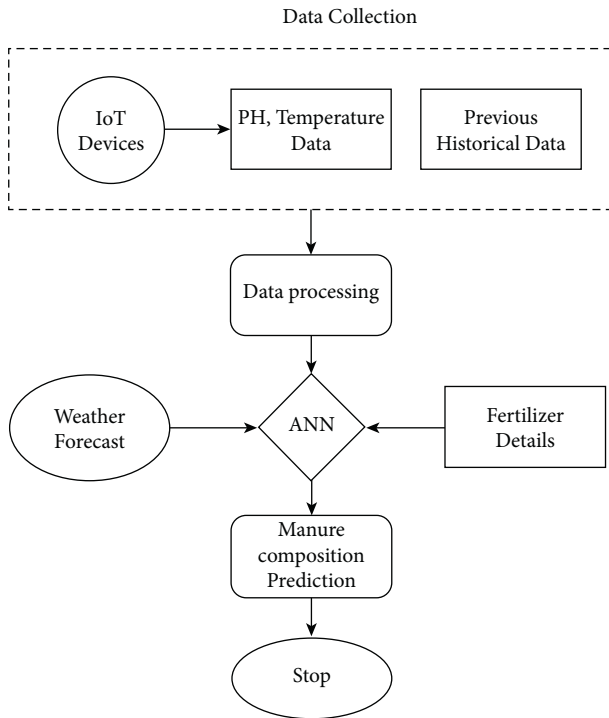 Data Collection
IoT
Devices
PH, Temperature
Data
Previous
Historical Data
Data processing
Weather
Forecast
ANN
Fertilizer
Details
Manure
composition
Prediction
Stop